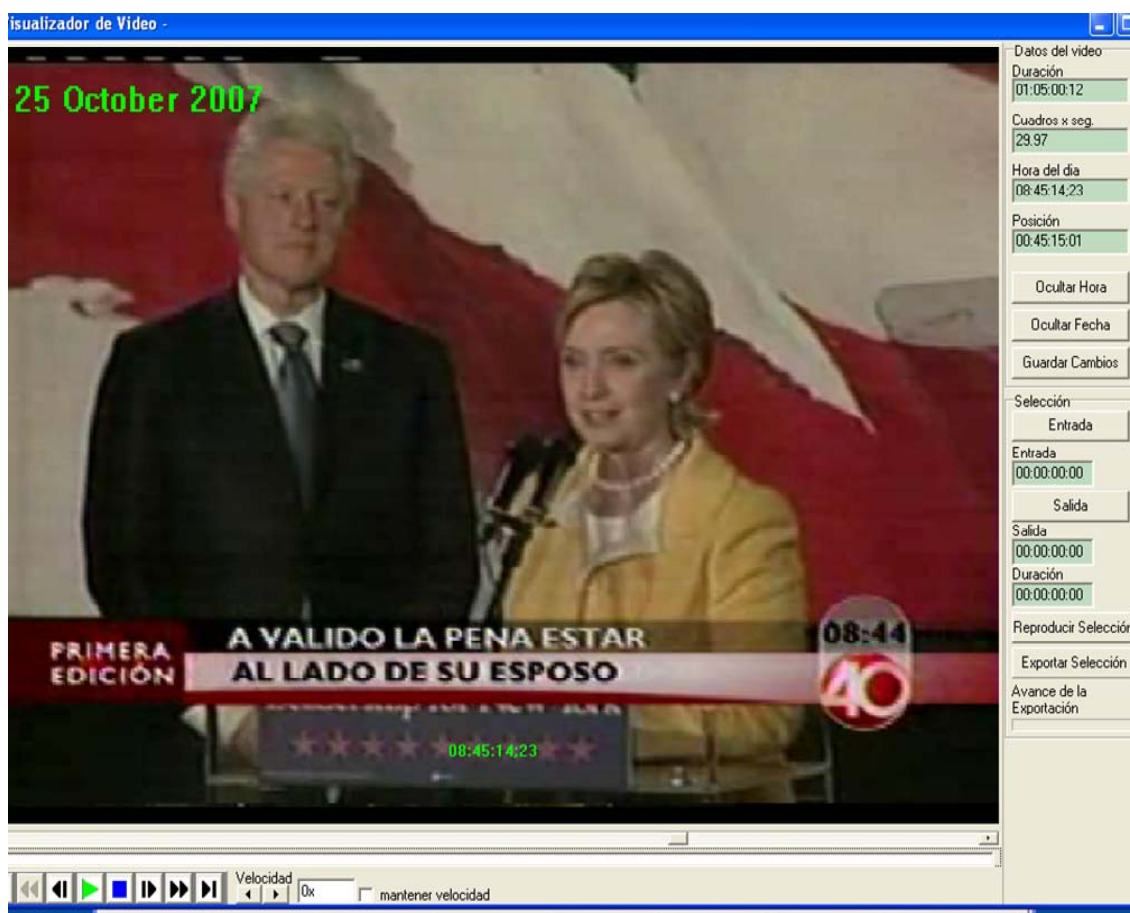 isualizador de Video -
25 October 2007
PRIMERA
EDICIÓN
A VALIDO LA PENA ESTAR
AL LADO DE SU ESPOSO
08:44
40
for New York
08:45:14;23
Velocidad
0x
mantener velocidad
Datos del video
Duración
01:05:00:12
Cuadros x seg.
29.97
Hora del dia
08:45:14;23
Posición
00:45:15:01
Ocultar Hora
Ocultar Fecha
Guardar Cambios
Selección
Entrada
Entrada
00:00:00:00
Salida
Salida
00:00:00:00
Duración
00:00:00:00
Reproducir Selección
Exportar Selección
Avance de la
Exportación